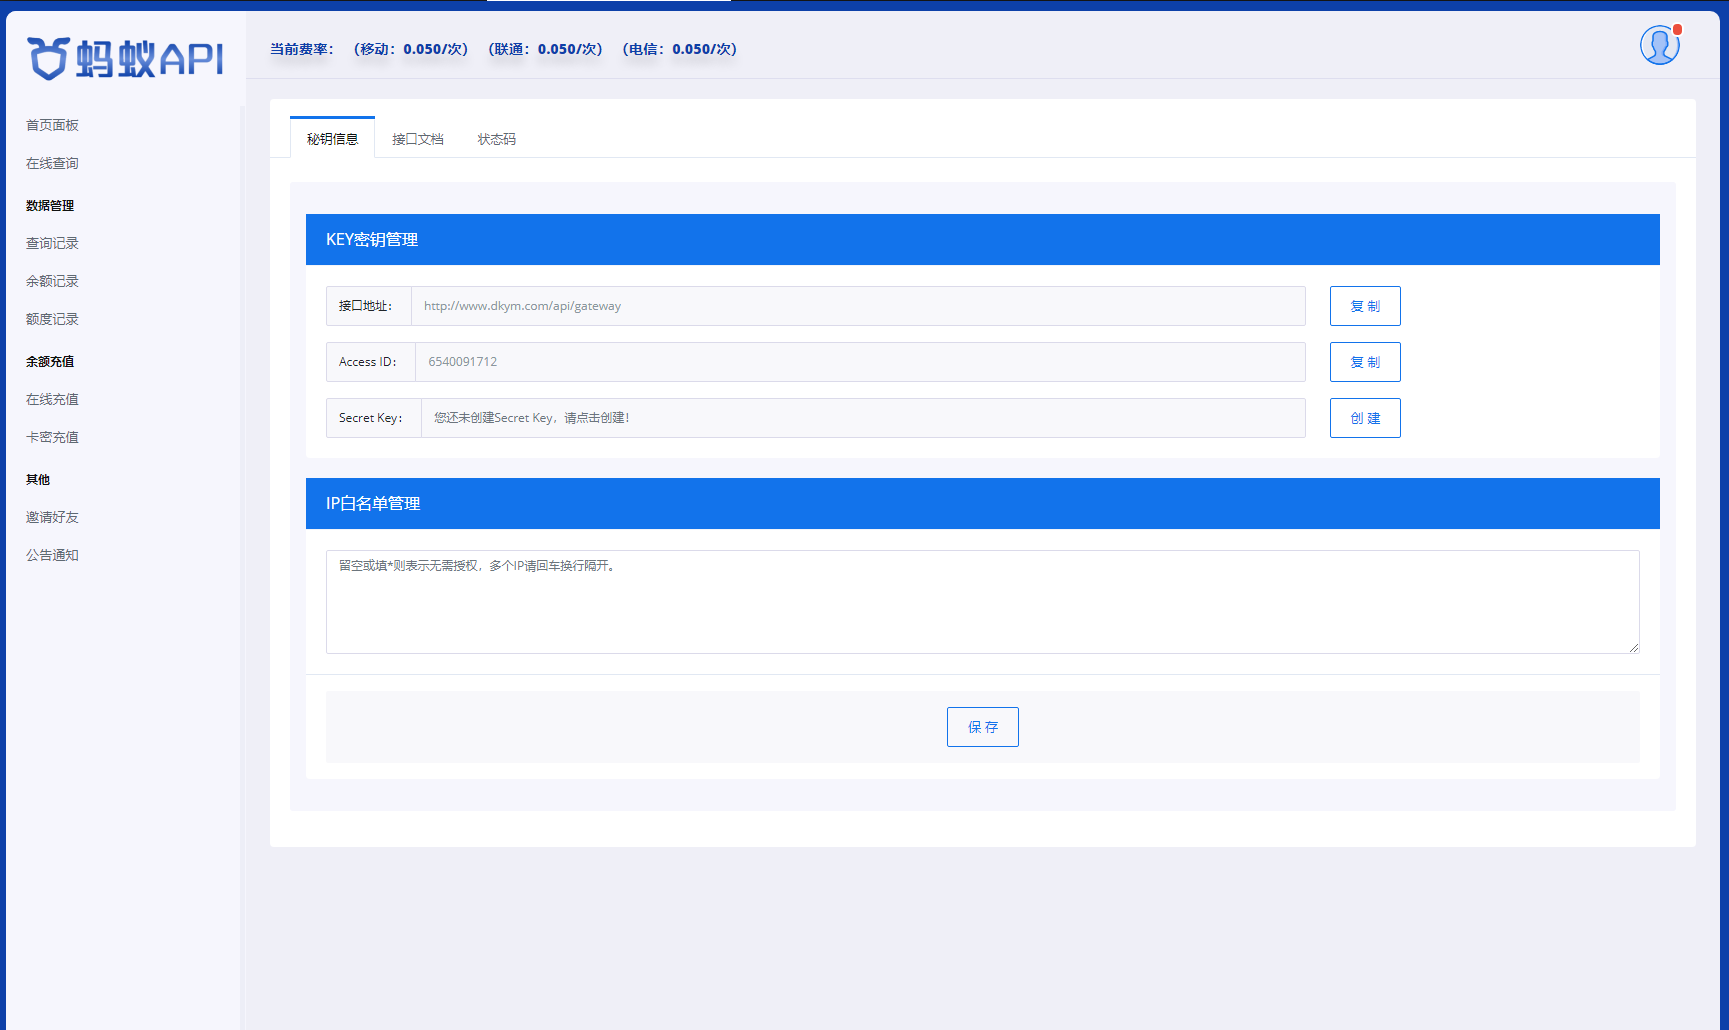 蚂蚁API
当前费率： （移动：0.050/次） （联通：0.050/次） （电信：0.050/次）
首页面板
在线查询
数据管理
查询记录
余额记录
额度记录
余额充值
在线充值
卡密充值
其他
邀请好友
公告通知
秘钥信息 接口文档 状态码
KEY密钥管理
接口地址： http://www.dkym.com/api/gateway 复 制
Access ID： 6540091712 复 制
Secret Key： 您还未创建Secret Key，请点击创建！ 创 建
IP白名单管理
留空或填*则表示无需授权，多个IP请回车换行隔开。
保 存